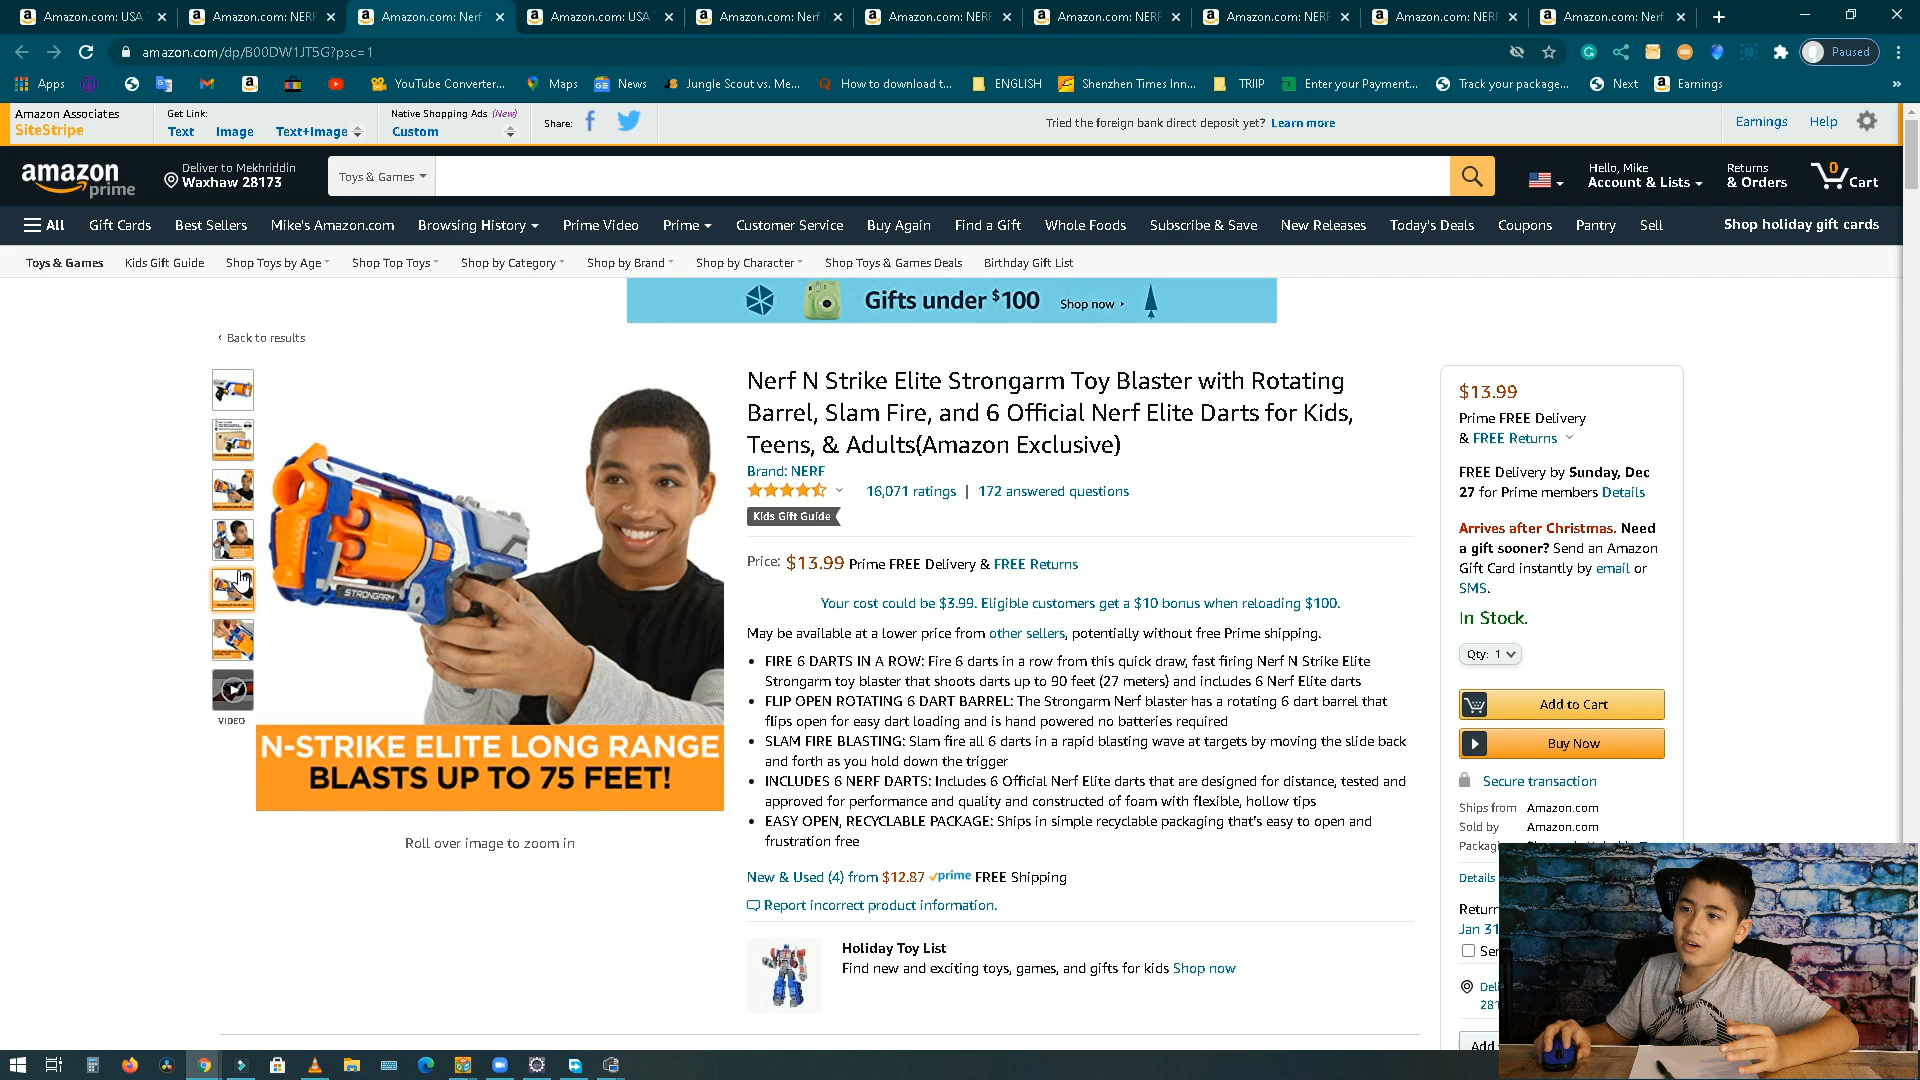 Amazon.com: USA
Amazon.com: NERF
Amazon.com: Nerf
Amazon.com: USA
Amazon.com: Nerf
Amazon.com: NERF
Amazon.com: NERF
Amazon.com: NERF
Amazon.com: NERF
Amazon.com: Nerf
amazon.com/dp/B00DW1JT5G?psc=1
Paused
Apps
YouTube Converter...
Maps
News
Jungle Scout vs. Me...
How to download t...
ENGLISH
Shenzhen Times Inn...
TRIIP
Enter your Payment...
Track your package...
Next
Earnings
Amazon Associates
SiteStripe
Get Link:
Text Image Text+Image
Native Shopping Ads (New)
Custom
Share:
Tried the foreign bank direct deposit yet? Learn more
Earnings
Help
amazon
prime
Deliver to Mekhriddin
Waxhaw 28173
Toys & Games
Hello, Mike
Account & Lists
Returns
& Orders
0
Cart
All
Gift Cards
Best Sellers
Mike's Amazon.com
Browsing History
Prime Video
Prime
Customer Service
Buy Again
Find a Gift
Whole Foods
Subscribe & Save
New Releases
Today's Deals
Coupons
Pantry
Sell
Shop holiday gift cards
Toys & Games
Kids Gift Guide
Shop Toys by Age
Shop Top Toys
Shop by Category
Shop by Brand
Shop by Character
Shop Toys & Games Deals
Birthday Gift List
Gifts under $100 Shop now ›
‹ Back to results
VIDEO
STRONGARM
N-STRIKE ELITE LONG RANGE
BLASTS UP TO 75 FEET!
Roll over image to zoom in
Nerf N Strike Elite Strongarm Toy Blaster with Rotating
Barrel, Slam Fire, and 6 Official Nerf Elite Darts for Kids,
Teens, & Adults(Amazon Exclusive)
Brand: NERF
16,071 ratings | 172 answered questions
Kids Gift Guide
Price: $13.99 Prime FREE Delivery & FREE Returns
Your cost could be $3.99. Eligible customers get a $10 bonus when reloading $100.
May be available at a lower price from other sellers, potentially without free Prime shipping.
• FIRE 6 DARTS IN A ROW: Fire 6 darts in a row from this quick draw, fast firing Nerf N Strike Elite
Strongarm toy blaster that shoots darts up to 90 feet (27 meters) and includes 6 Nerf Elite darts
• FLIP OPEN ROTATING 6 DART BARREL: The Strongarm Nerf blaster has a rotating 6 dart barrel that
flips open for easy dart loading and is hand powered no batteries required
• SLAM FIRE BLASTING: Slam fire all 6 darts in a rapid blasting wave at targets by moving the slide back
and forth as you hold down the trigger
• INCLUDES 6 NERF DARTS: Includes 6 Official Nerf Elite darts that are designed for distance, tested and
approved for performance and quality and constructed of foam with flexible, hollow tips
• EASY OPEN, RECYCLABLE PACKAGE: Ships in simple recyclable packaging that's easy to open and
frustration free
New & Used (4) from $12.87 prime FREE Shipping
Report incorrect product information.
Holiday Toy List
Find new and exciting toys, games, and gifts for kids Shop now
$13.99
Prime FREE Delivery
& FREE Returns
FREE Delivery by Sunday, Dec
27 for Prime members Details
Arrives after Christmas. Need
a gift sooner? Send an Amazon
Gift Card instantly by email or
SMS.
In Stock.
Qty: 1
Add to Cart
Buy Now
Secure transaction
Ships from Amazon.com
Sold by Amazon.com
Packag
Details
Return
Jan 31
Ser
Deli
281
Add